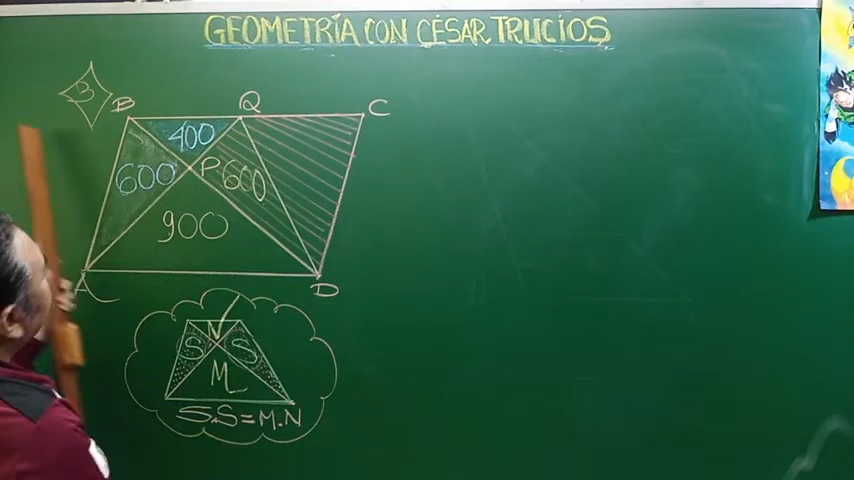 GEOMETRÍA CON CÉSAR TRUCIOS
3
B Q C
400
600 P 600
900
A D
N
S S
M
S.S=M.N